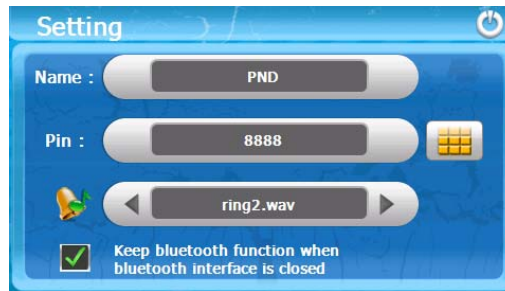 Setting
Name : PND
Pin : 8888
ring2.wav
Keep bluetooth function when
bluetooth interface is closed